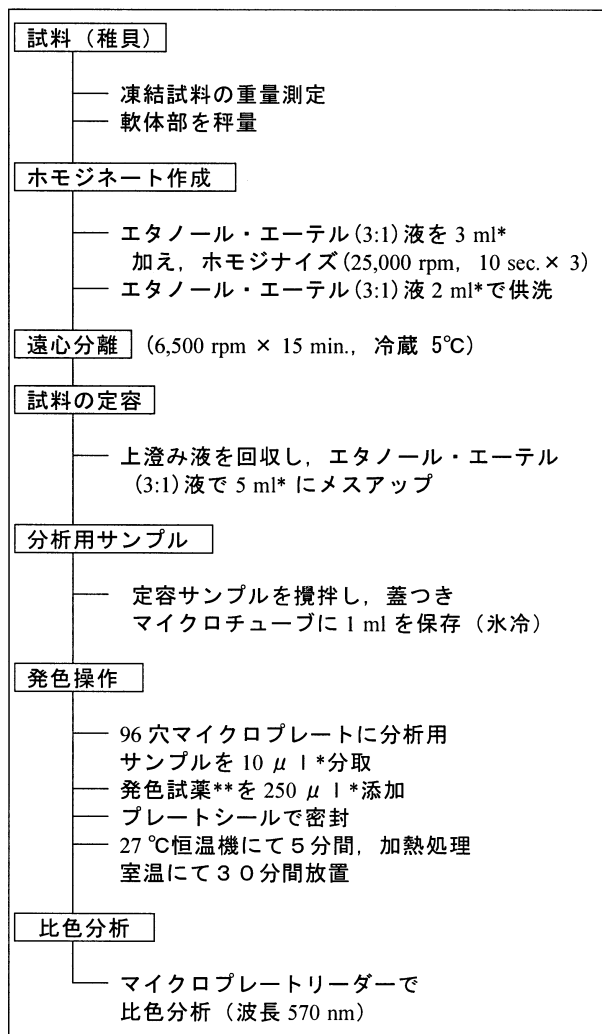 試料（稚貝）
凍結試料の重量測定
軟体部を秤量
ホモジネート作成
エタノール・エーテル(3:1)液を 3 ml*
加え，ホモジナイズ(25,000 rpm，10 sec.× 3)
エタノール・エーテル(3:1)液 2 ml*で供洗
遠心分離 (6,500 rpm × 15 min.，冷蔵 5℃)
試料の定容
上澄み液を回収し，エタノール・エーテル
(3:1)液で 5 ml* にメスアップ
分析用サンプル
定容サンプルを攪拌し，蓋つき
マイクロチューブに 1 ml を保存（氷冷）
発色操作
96 穴マイクロプレートに分析用
サンプルを 10 μ l *分取
発色試薬**を 250 μ l *添加
プレートシールで密封
27 ℃恒温機にて５分間，加熱処理
室温にて３０分間放置
比色分析
マイクロプレートリーダーで
比色分析（波長 570 nm）